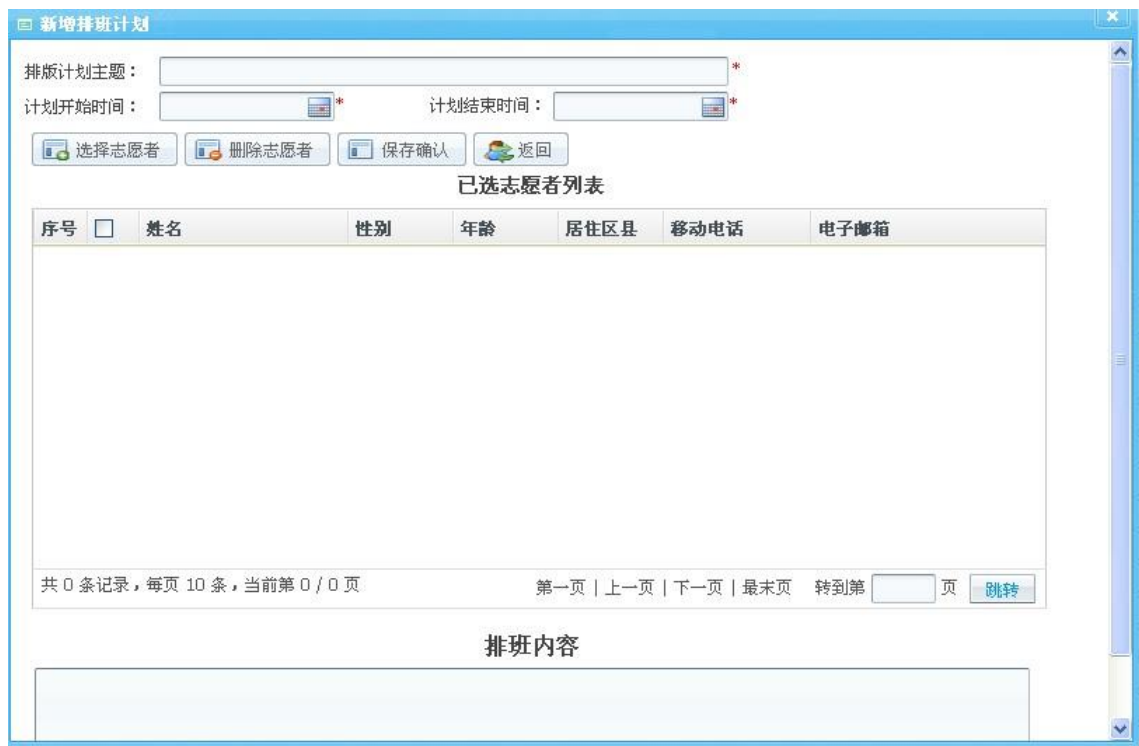 新增排班计划
排版计划主题： *
计划开始时间： * 计划结束时间： *
选择志愿者 删除志愿者 保存确认 返回
已选志愿者列表
序号 姓名 性别 年龄 居住区县 移动电话 电子邮箱
共 0 条记录，每页 10 条，当前第 0 / 0 页 第一页 | 上一页 | 下一页 | 最末页 转到第 页 跳转
排班内容